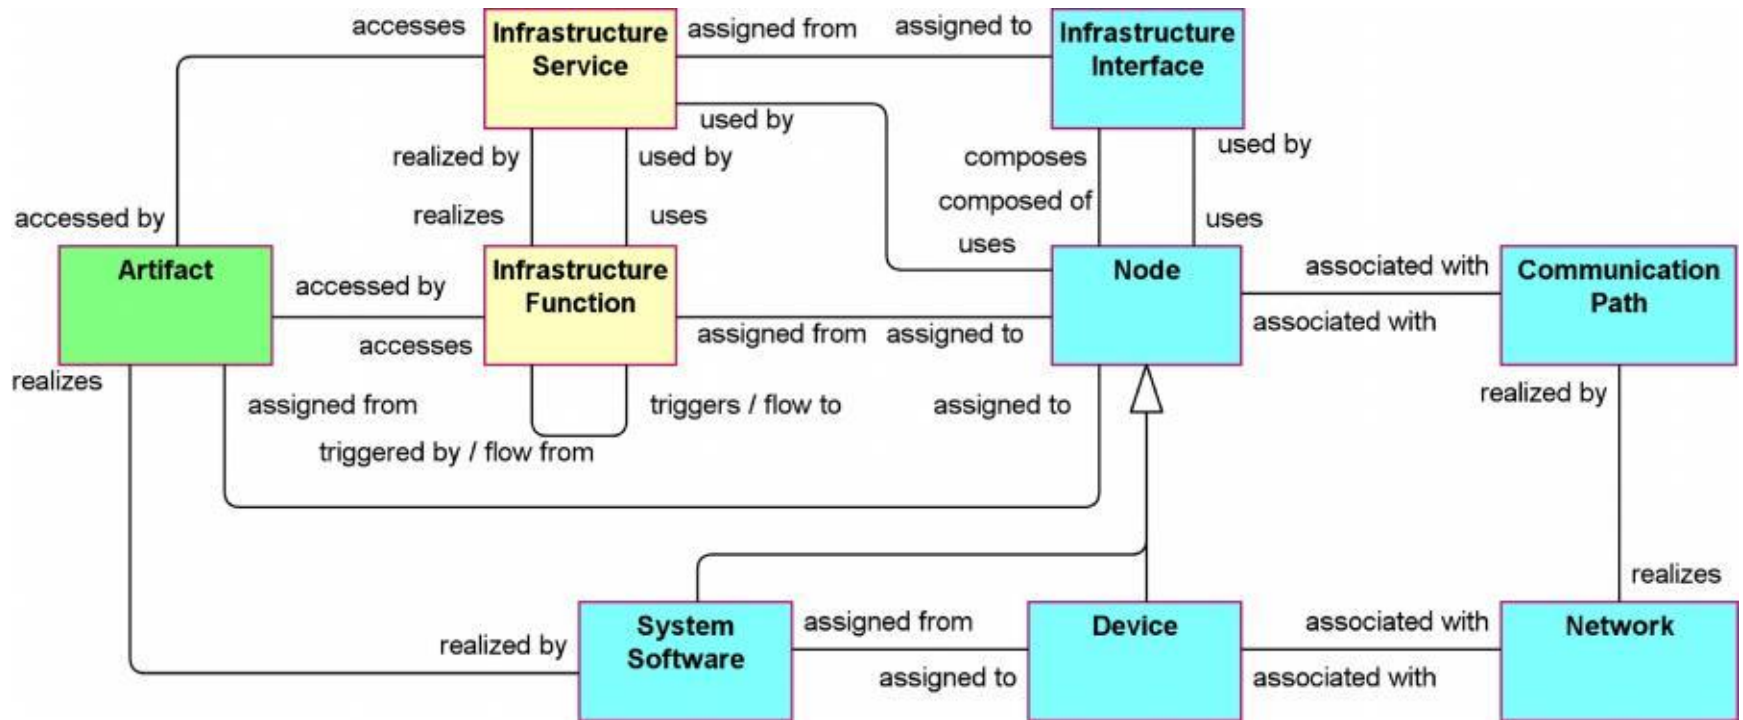 accesses
Infrastructure
Service
assigned from
assigned to
Infrastructure
Interface
used by
realized by
used by
composes
used by
accessed by
realizes
uses
composed of
uses
uses
Artifact
accessed by
Infrastructure
Function
Node
associated with
Communication
Path
accesses
assigned from
assigned to
associated with
realizes
assigned from
triggers / flow to
assigned to
realized by
triggered by / flow from
realizes
realized by
System
Software
assigned from
assigned to
Device
associated with
associated with
Network